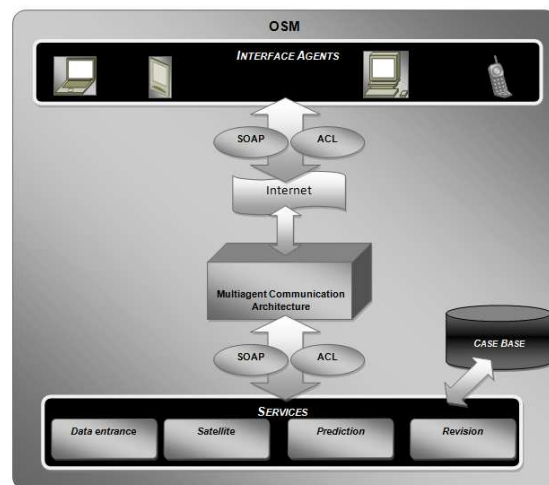 OSM
INTERFACE AGENTS
SOAP
ACL
Internet
Multiagent Communication
Architecture
SOAP
ACL
CASE BASE
SERVICES
Data entrance
Satellite
Prediction
Revision